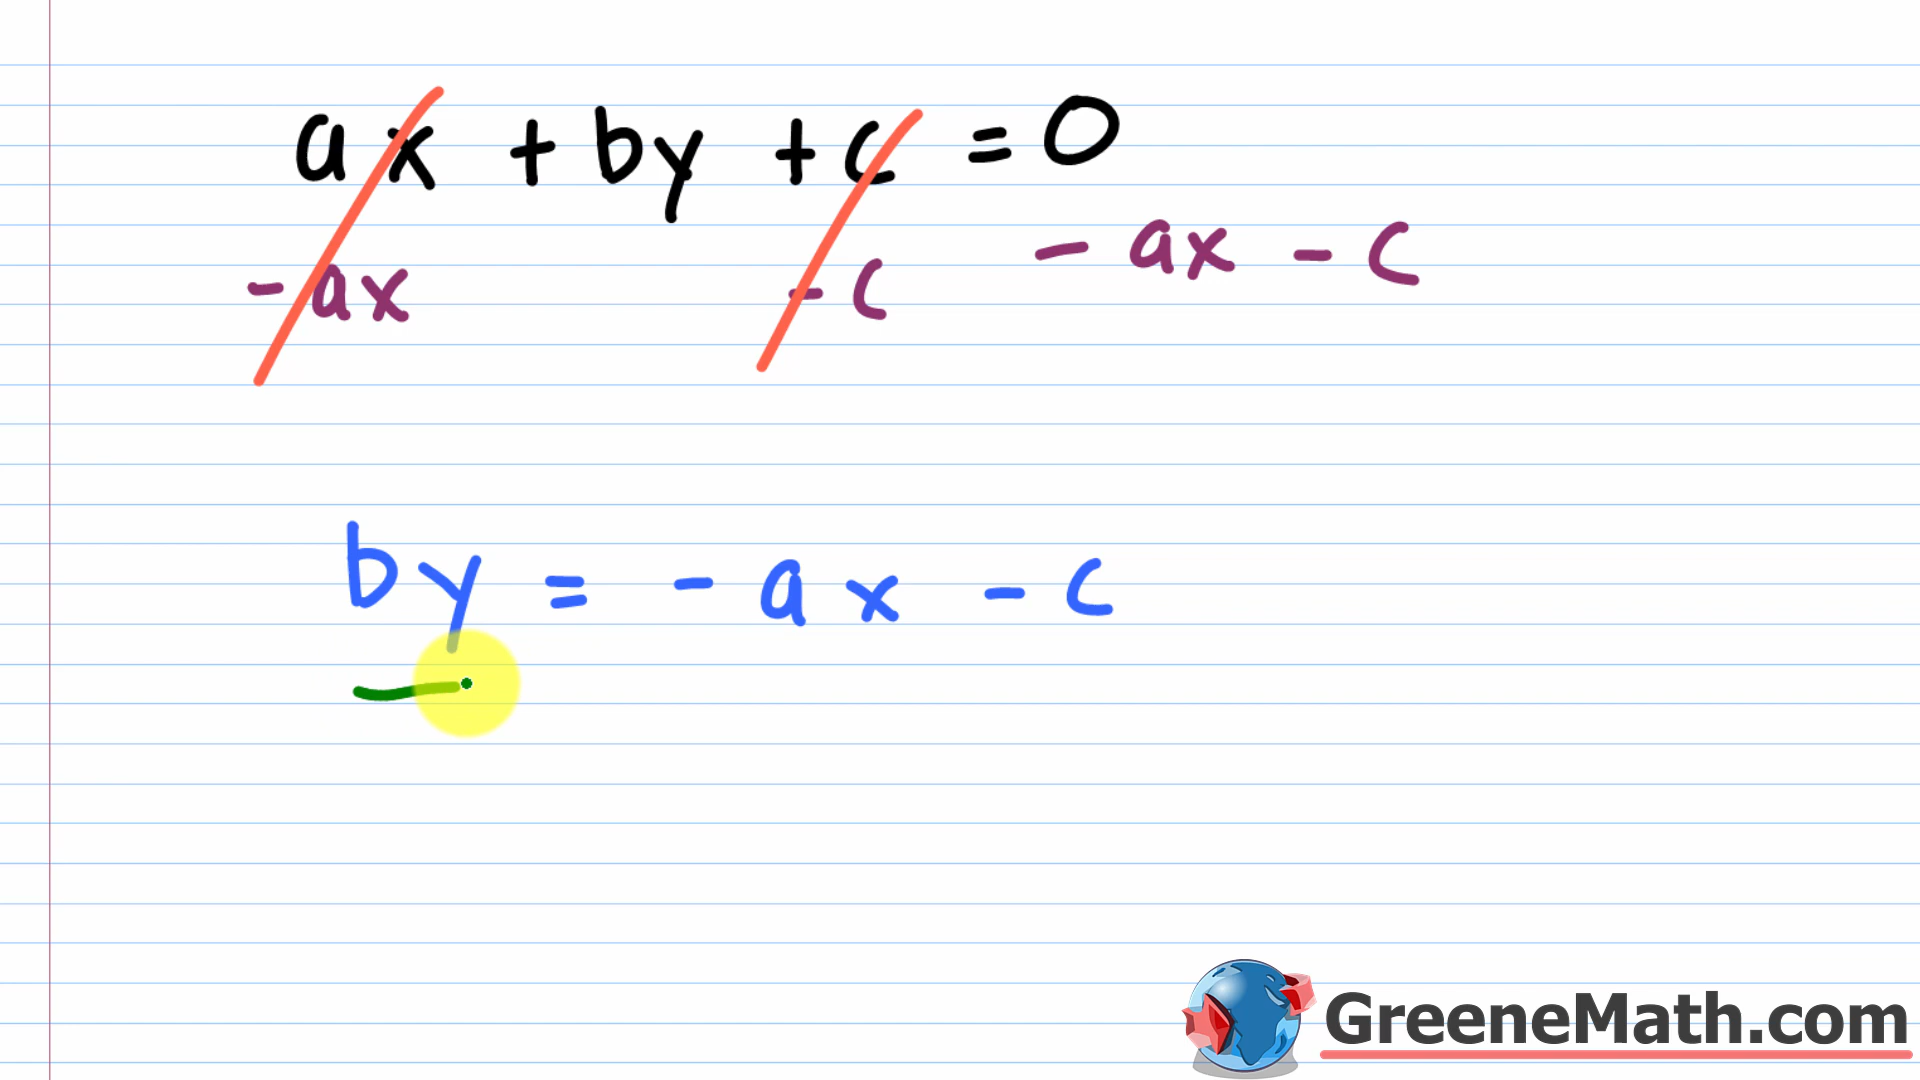 ax + by + c = 0
- ax - c - ax - c
by = - ax - c
GreeneMath.com